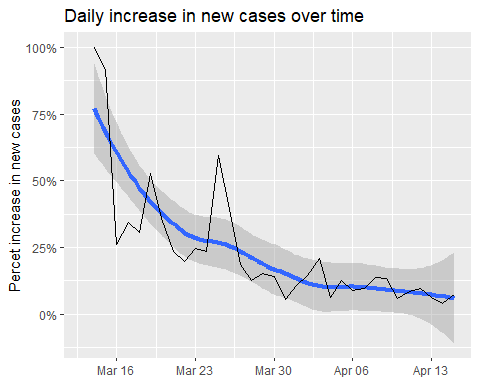 Daily increase in new cases over time
Percet increase in new cases
100%
75%
50%
25%
0%
Mar 16 Mar 23 Mar 30 Apr 06 Apr 13